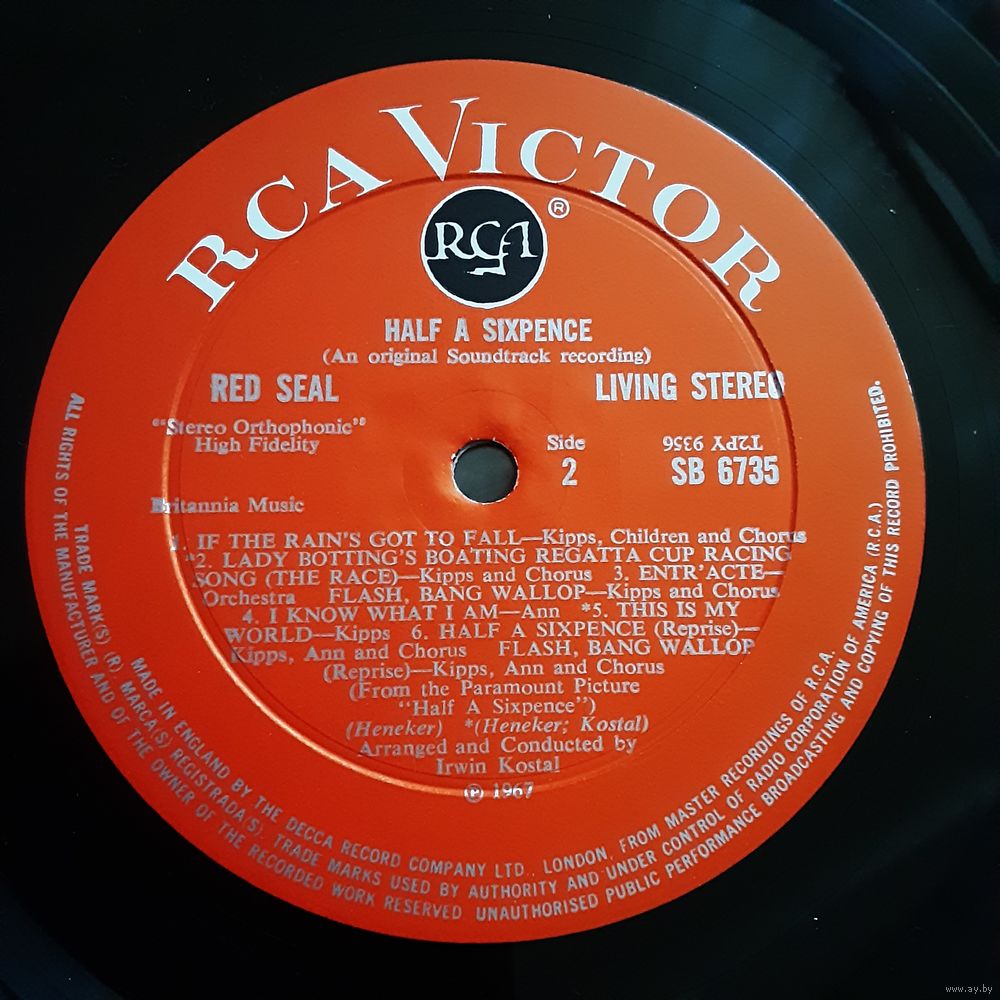 RCA VICTOR
RCA ®
HALF A SIXPENCE
(An original Soundtrack recording)
RED SEAL LIVING STEREO
"Stereo Orthophonic"
High Fidelity
Side
2
T2PY 9356
SB 6735
Britannia Music
1. IF THE RAIN'S GOT TO FALL—Kipps, Children and Chorus
*2. LADY BOTTING'S BOATING REGATTA CUP RACING
SONG (THE RACE)—Kipps and Chorus 3. ENTR'ACTE—
Orchestra FLASH, BANG WALLOP—Kipps and Chorus
4. I KNOW WHAT I AM—Ann *5. THIS IS MY
WORLD—Kipps 6. HALF A SIXPENCE (Reprise)—
Kipps, Ann and Chorus FLASH, BANG WALLOP
(Reprise)—Kipps, Ann and Chorus
(From the Paramount Picture
"Half A Sixpence")
(Heneker) *(Heneker; Kostal)
Arranged and Conducted by
Irwin Kostal
℗ 1967
MADE IN ENGLAND BY THE DECCA RECORD COMPANY LTD., LONDON, FROM MASTER RECORDINGS OF R.C.A.
TRADE MARK(S) (R). MARCA(S) REGISTRADA(S). TRADE MARKS USED BY AUTHORITY AND UNDER CONTROL OF RADIO CORPORATION OF AMERICA (R.C.A.)
ALL RIGHTS OF THE MANUFACTURER AND OF THE OWNER OF THE RECORDED WORK RESERVED UNAUTHORISED PUBLIC PERFORMANCE BROADCASTING AND COPYING OF THIS RECORD PROHIBITED.
www.ay.by